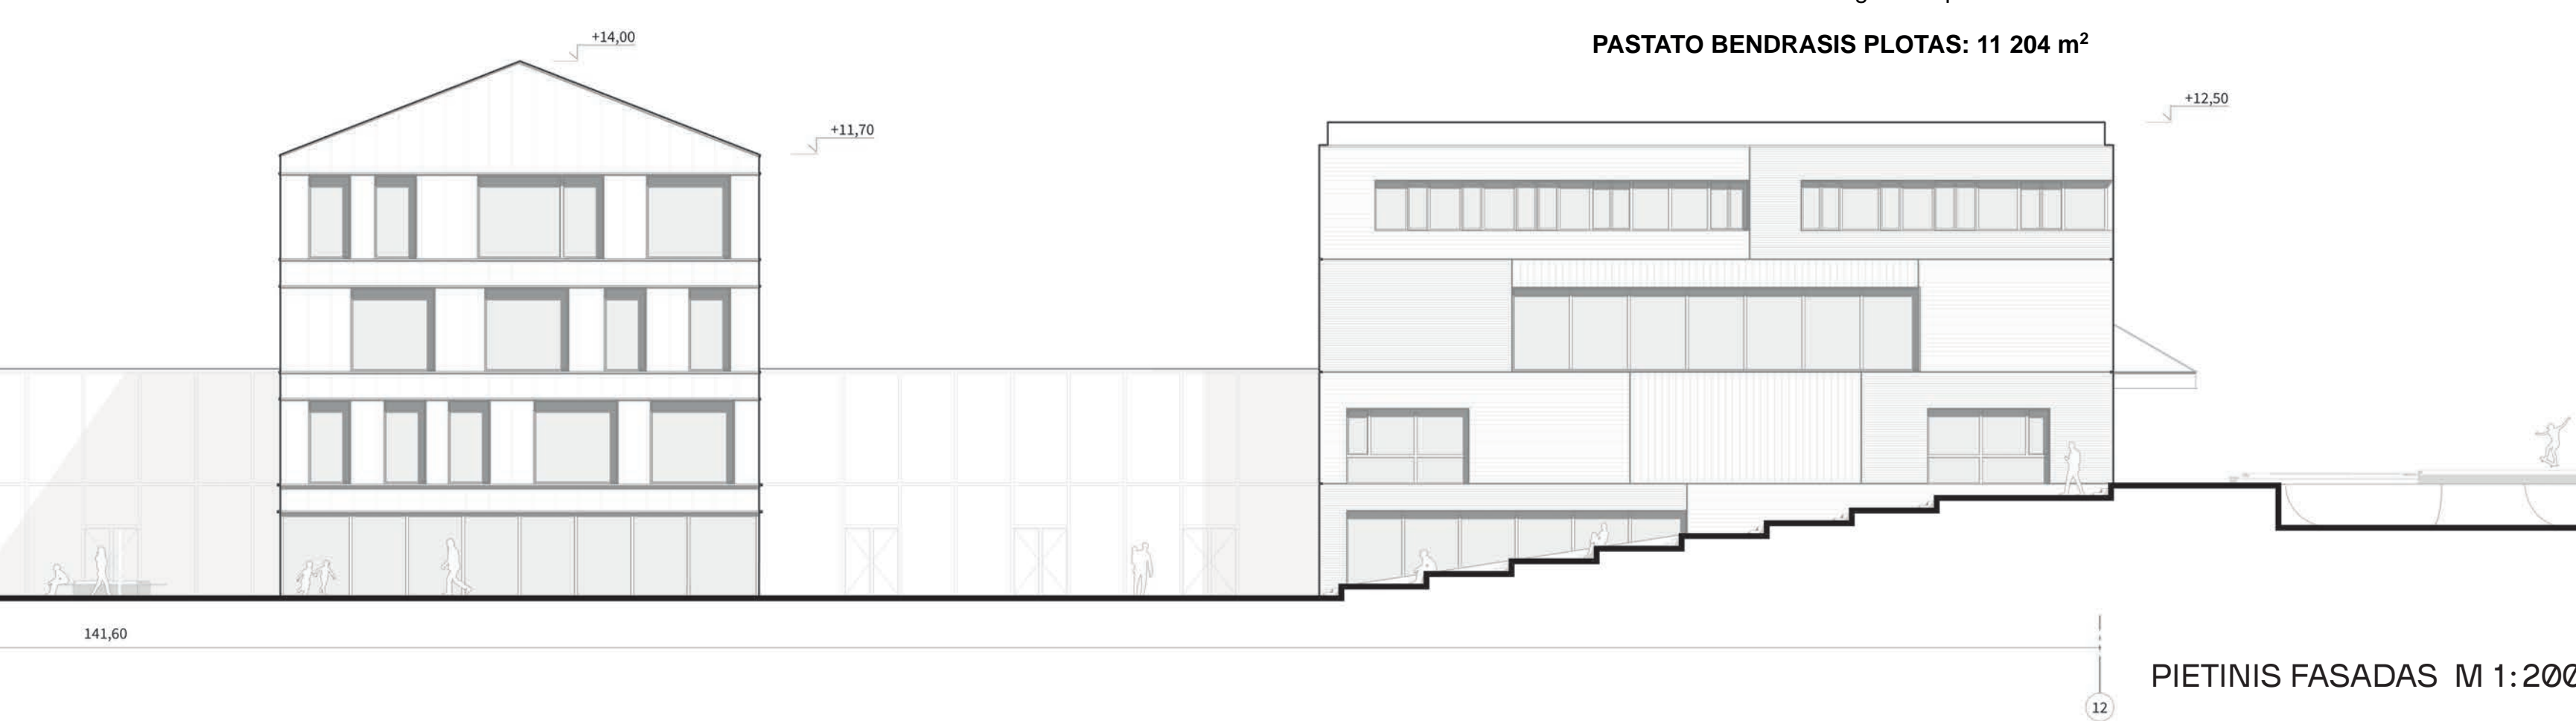 +14,00
PASTATO BENDRASIS PLOTAS: 11 204 m²
+12,50
+11,70
141,60
PIETINIS FASADAS M 1:200
12